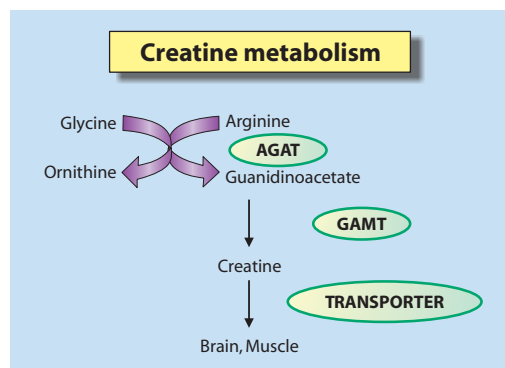 Creatine metabolism
Glycine
Arginine
AGAT
Ornithine
Guanidinoacetate
GAMT
Creatine
TRANSPORTER
Brain, Muscle